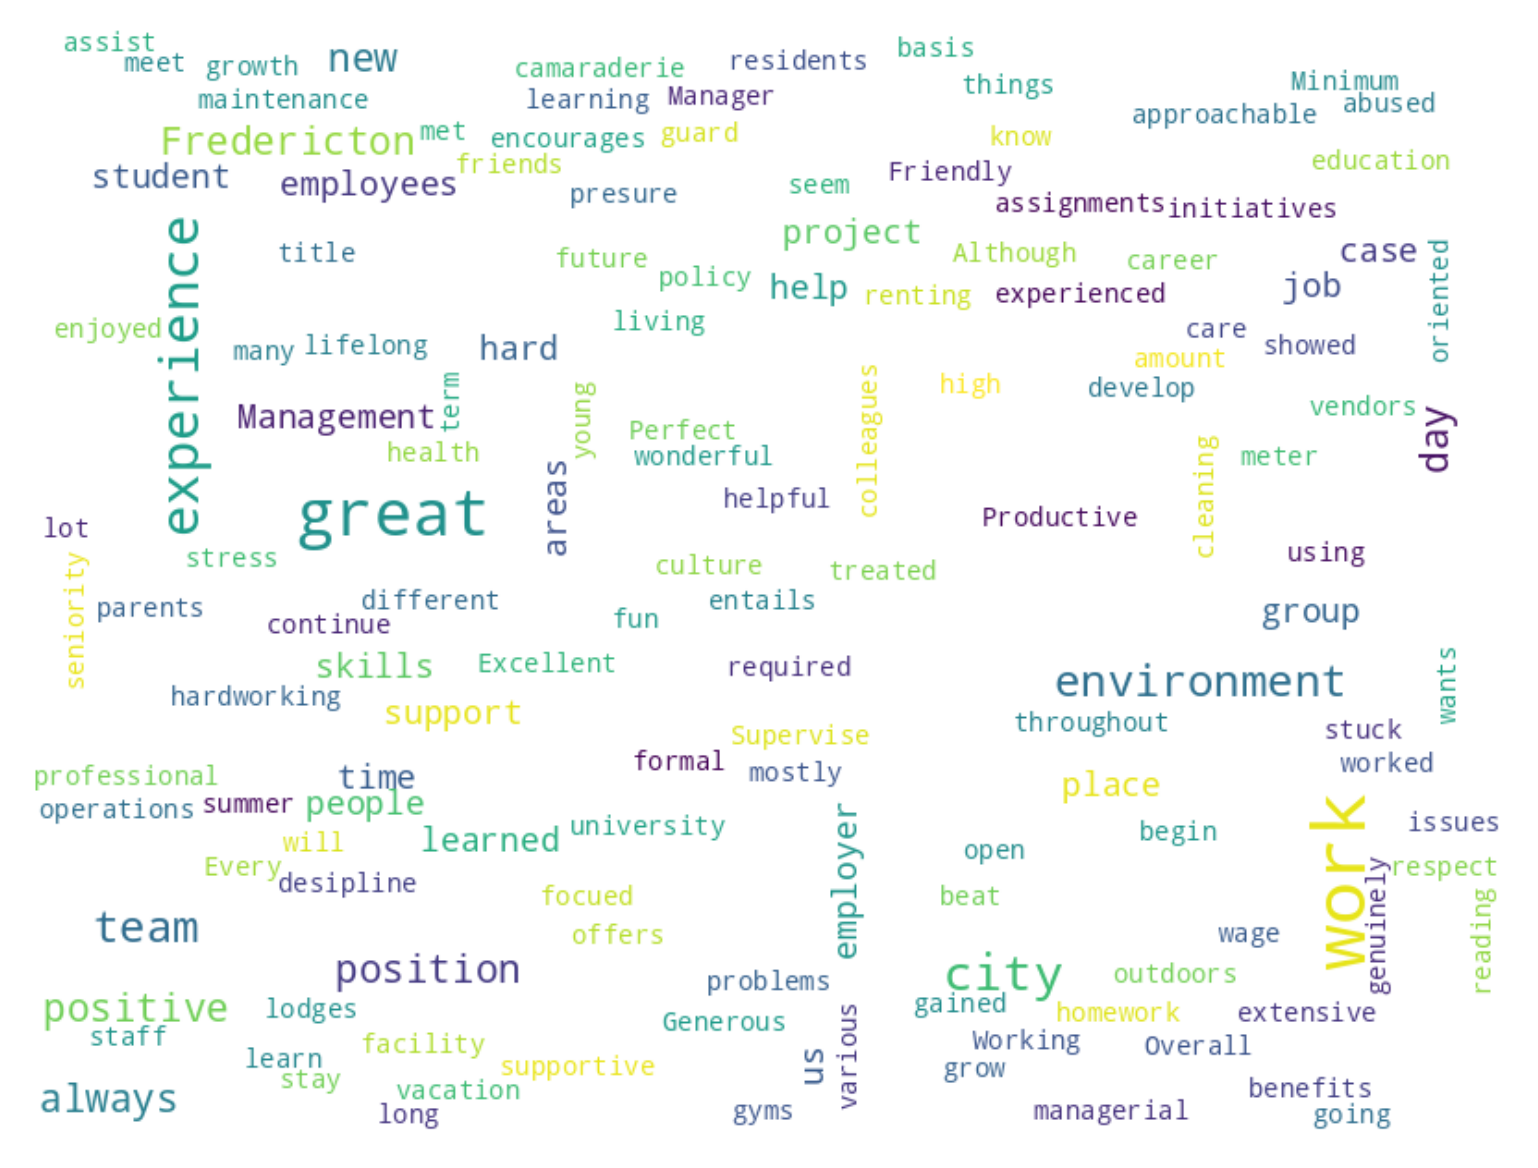 assist
basis
meet
growth
new
camaraderie
residents
things
Minimum
maintenance
learning
Manager
approachable
abused
Fredericton
met
encourages
guard
know
friends
education
student
employees
presure
seem
Friendly
assignments
initiatives
experience
title
project
future
policy
help
Although
career
case
oriented
renting
experienced
job
enjoyed
living
many
lifelong
hard
care
showed
amount
term
young
colleagues
high
develop
vendors
Management
day
Perfect
health
wonderful
cleaning
meter
areas
helpful
great
Productive
lot
using
stress
seniority
culture
treated
parents
different
continue
entails
fun
group
skills
Excellent
required
environment
wants
hardworking
support
throughout
Supervise
stuck
formal
mostly
worked
professional
time
place
operations
summer
people
employer
work
issues
learned
university
begin
will
open
Every
desipline
genuinely
respect
focued
beat
reading
team
offers
wage
position
problems
city
outdoors
positive
lodges
gained
homework
extensive
staff
Generous
various
facility
Working
Overall
learn
supportive
us
grow
stay
vacation
benefits
always
long
gyms
managerial
going